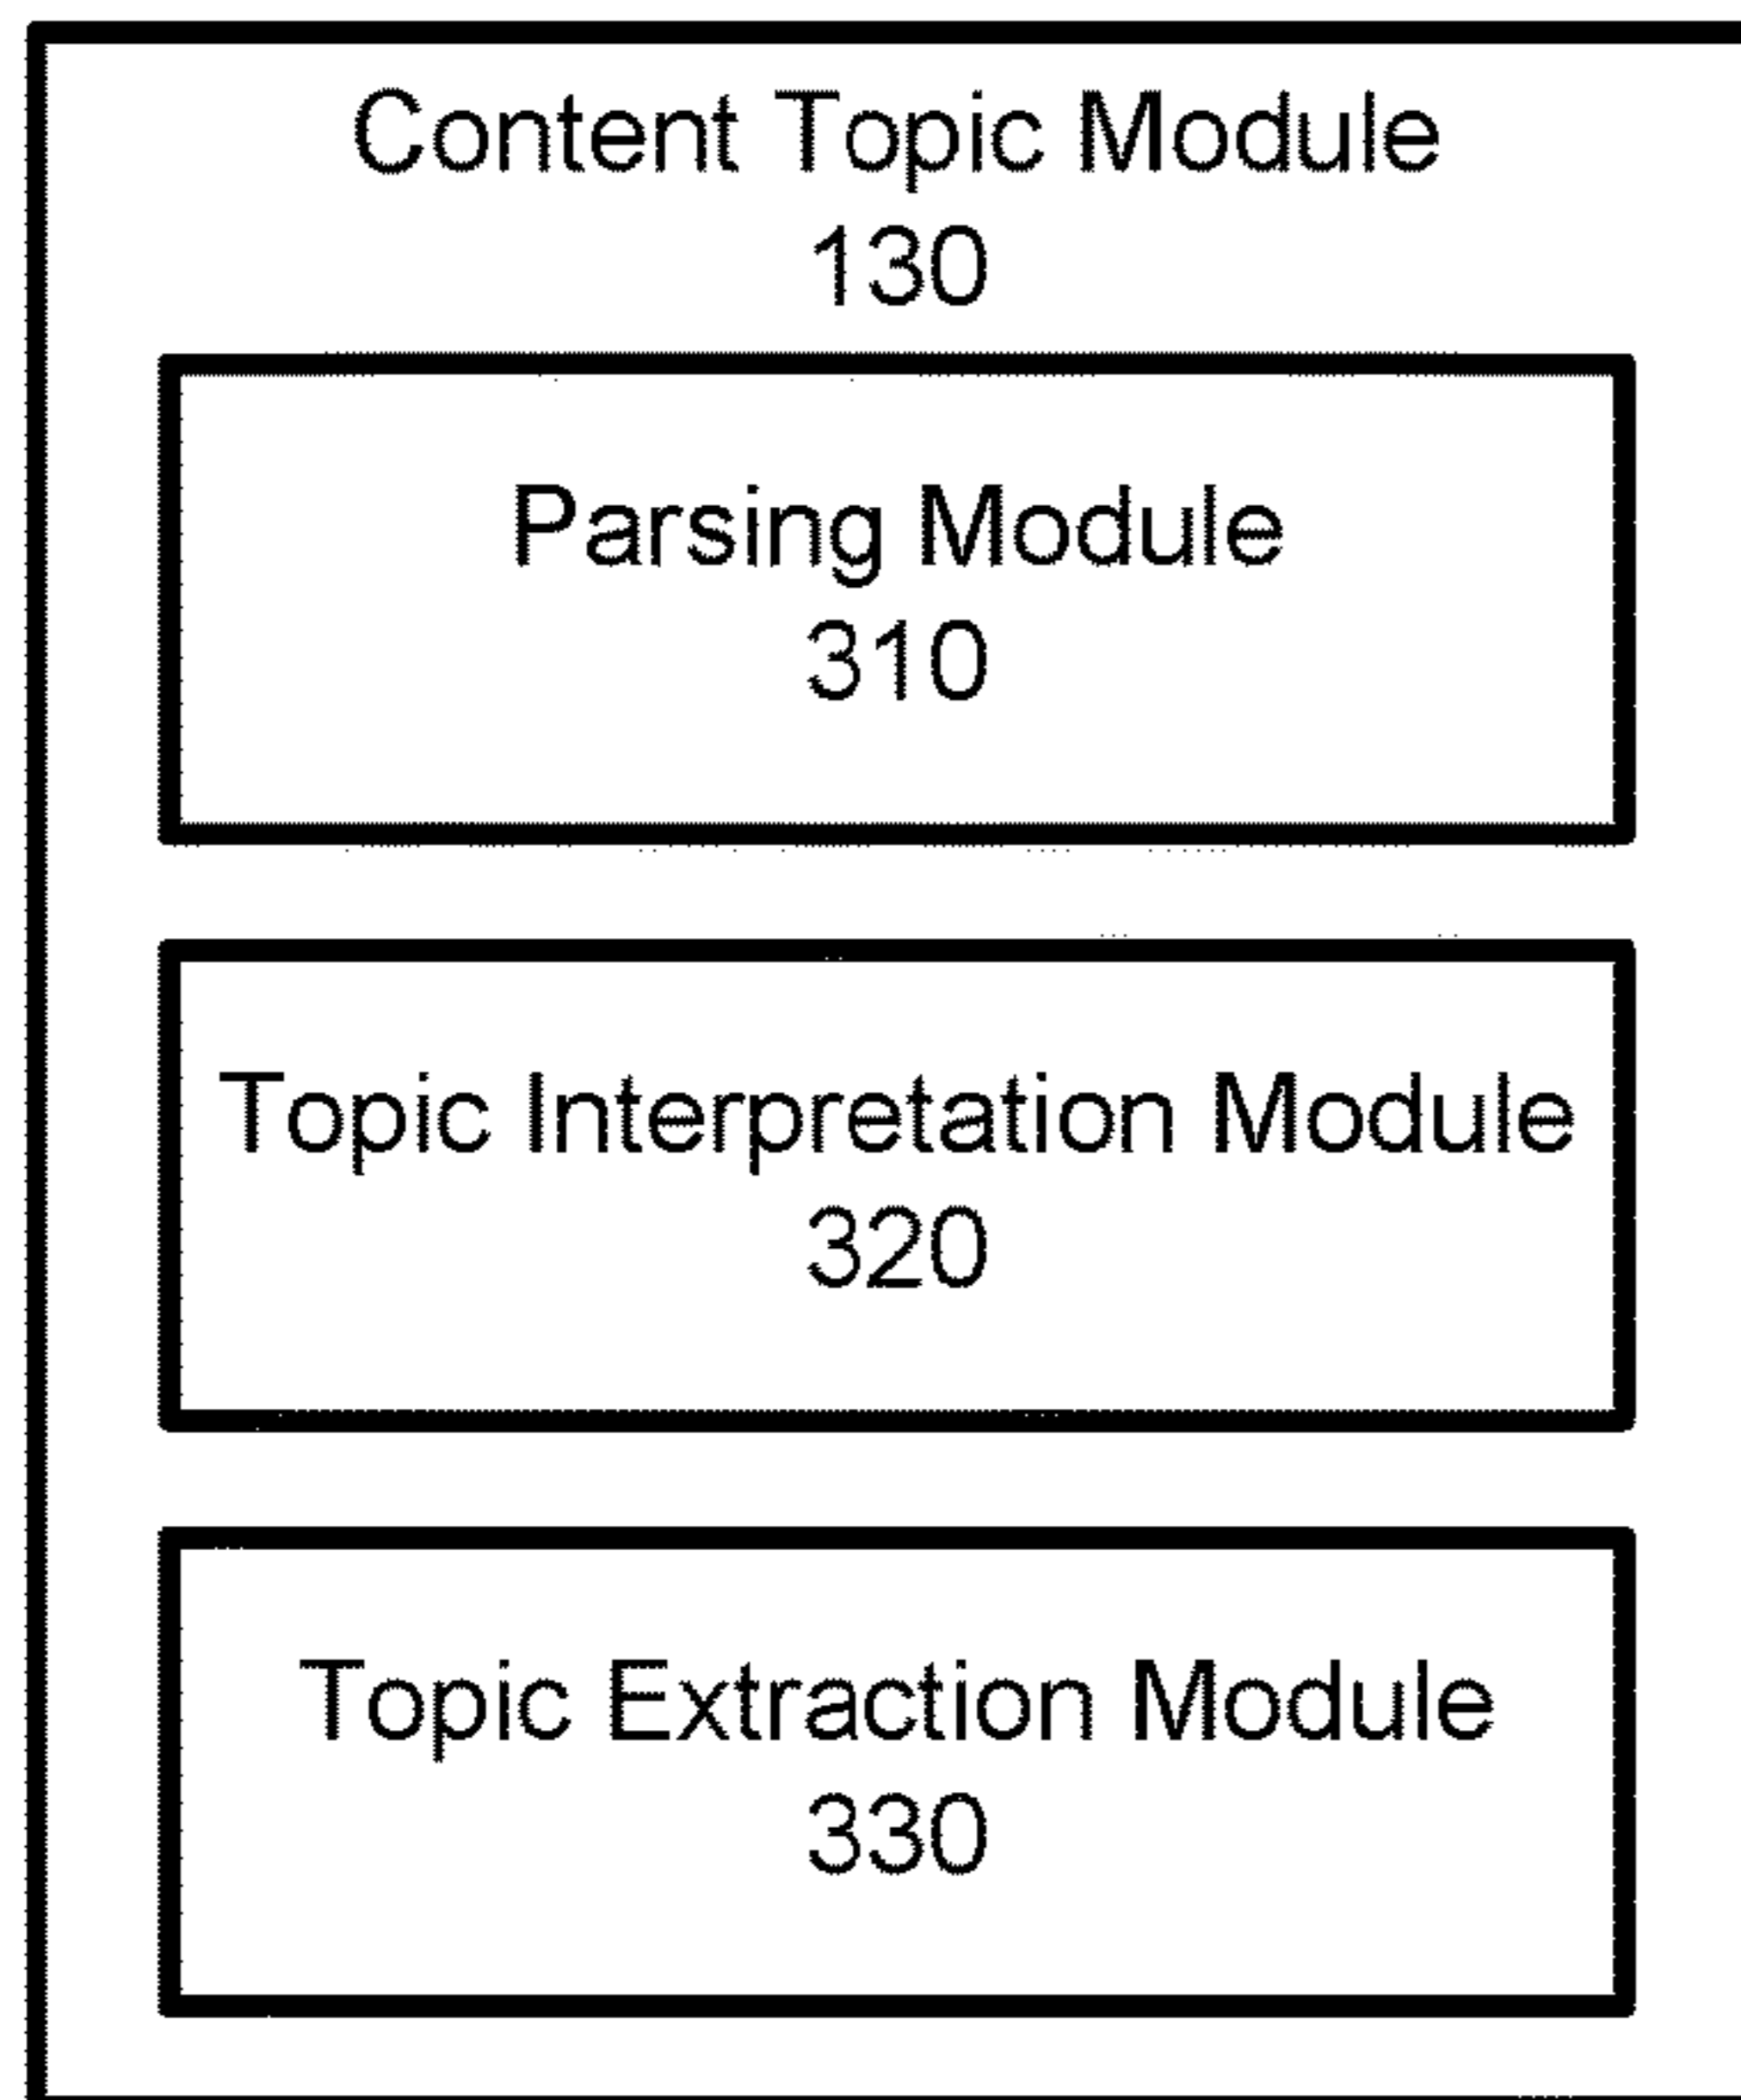 Content Topic Module
130
Parsing Module
310
Topic Interpretation Module
320
Topic Extraction Module
330